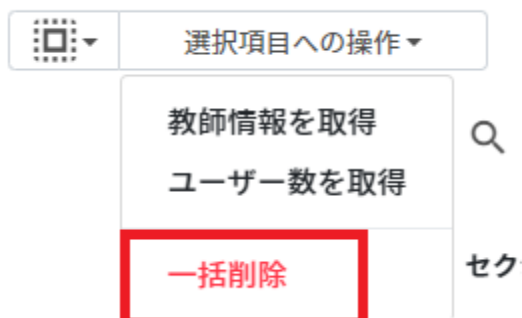 選択項目への操作
教師情報を取得
ユーザー数を取得
一括削除
セク